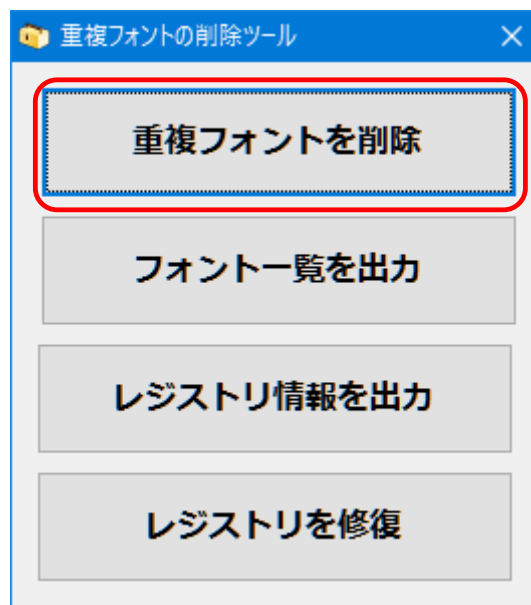 重複フォントの削除ツール
重複フォントを削除
フォント一覧を出力
レジストリ情報を出力
レジストリを修復